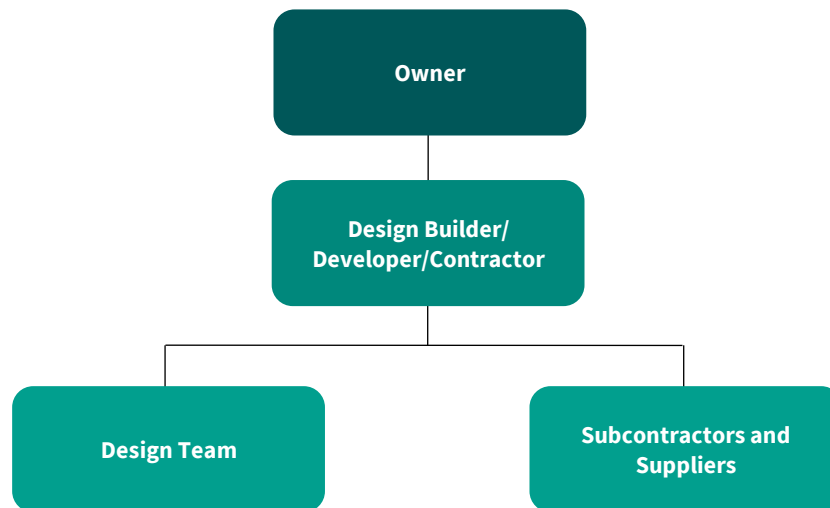 Owner
Design Builder/
Developer/Contractor
Design Team
Subcontractors and
Suppliers